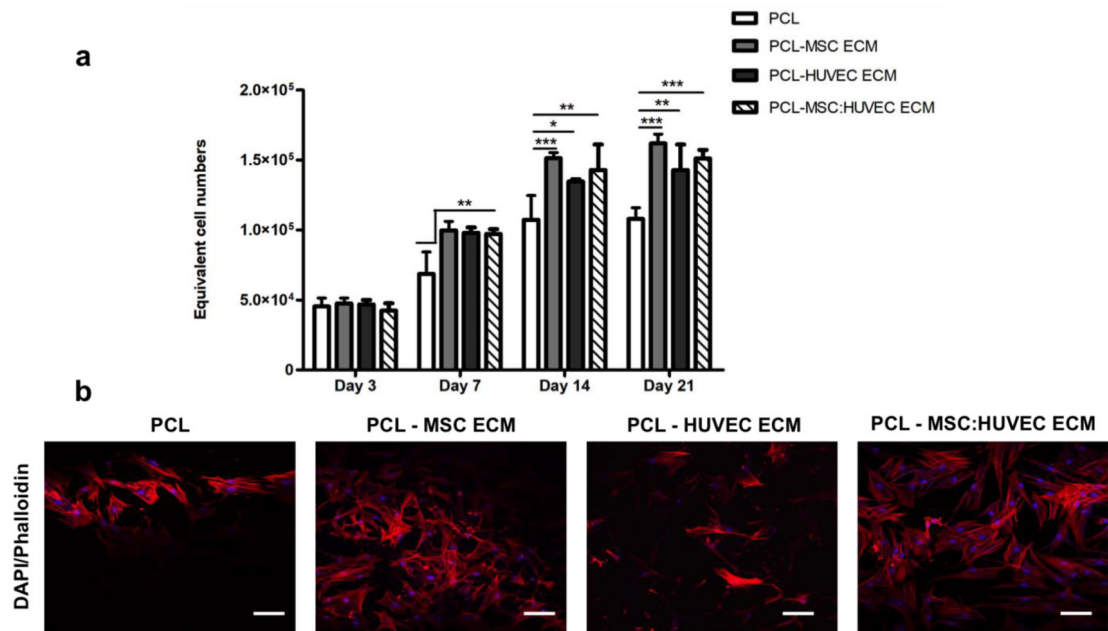 a
PCL
PCL-MSC ECM
PCL-HUVEC ECM
PCL-MSC:HUVEC ECM
Equivalent cell numbers
2.0×10⁵
1.5×10⁵
1.0×10⁵
5.0×10⁴
0
**
***
*
**
***
**
***
Day 3
Day 7
Day 14
Day 21
b
PCL
PCL - MSC ECM
PCL - HUVEC ECM
PCL - MSC:HUVEC ECM
DAPI/Phalloidin